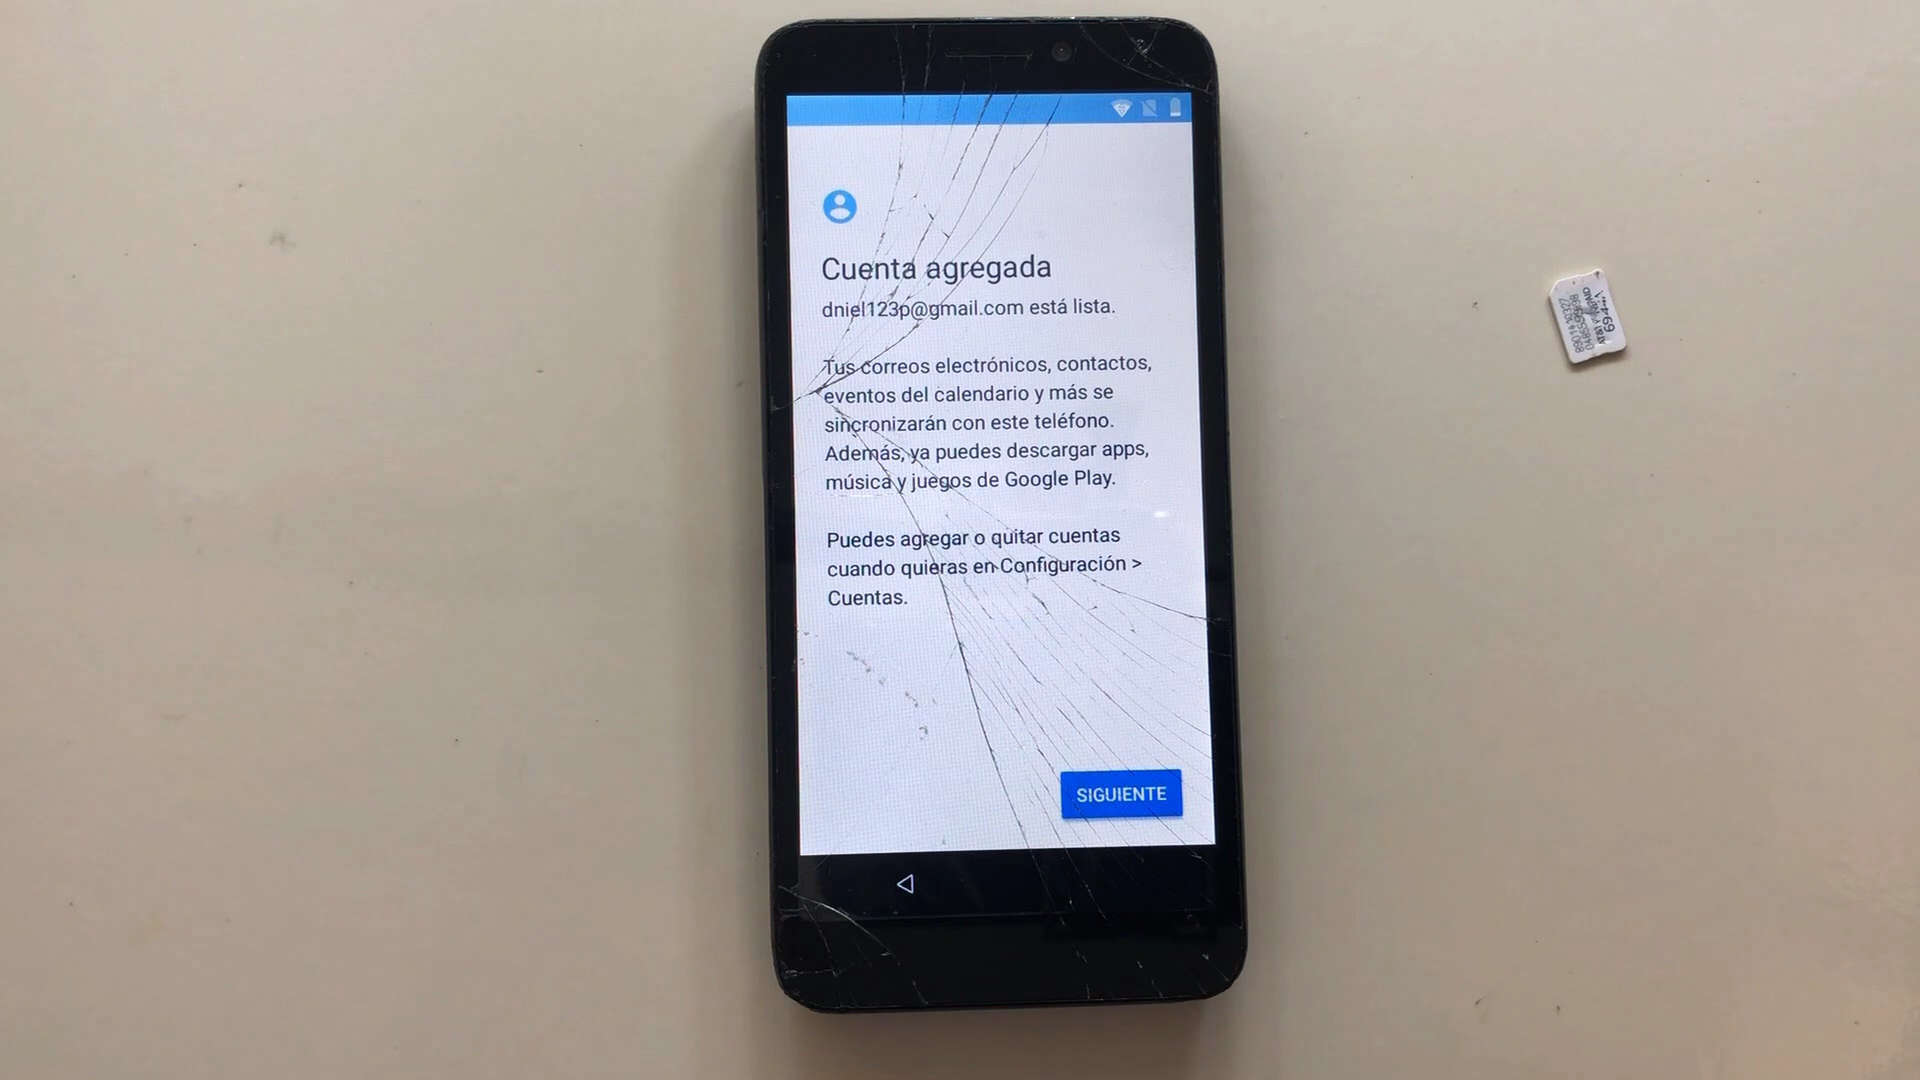 Cuenta agregada
dniel123p@gmail.com está lista.
Tus correos electrónicos, contactos,
eventos del calendario y más se
sincronizarán con este teléfono.
Además, ya puedes descargar apps,
música y juegos de Google Play.
Puedes agregar o quitar cuentas
cuando quieras en Configuración >
Cuentas.
SIGUIENTE